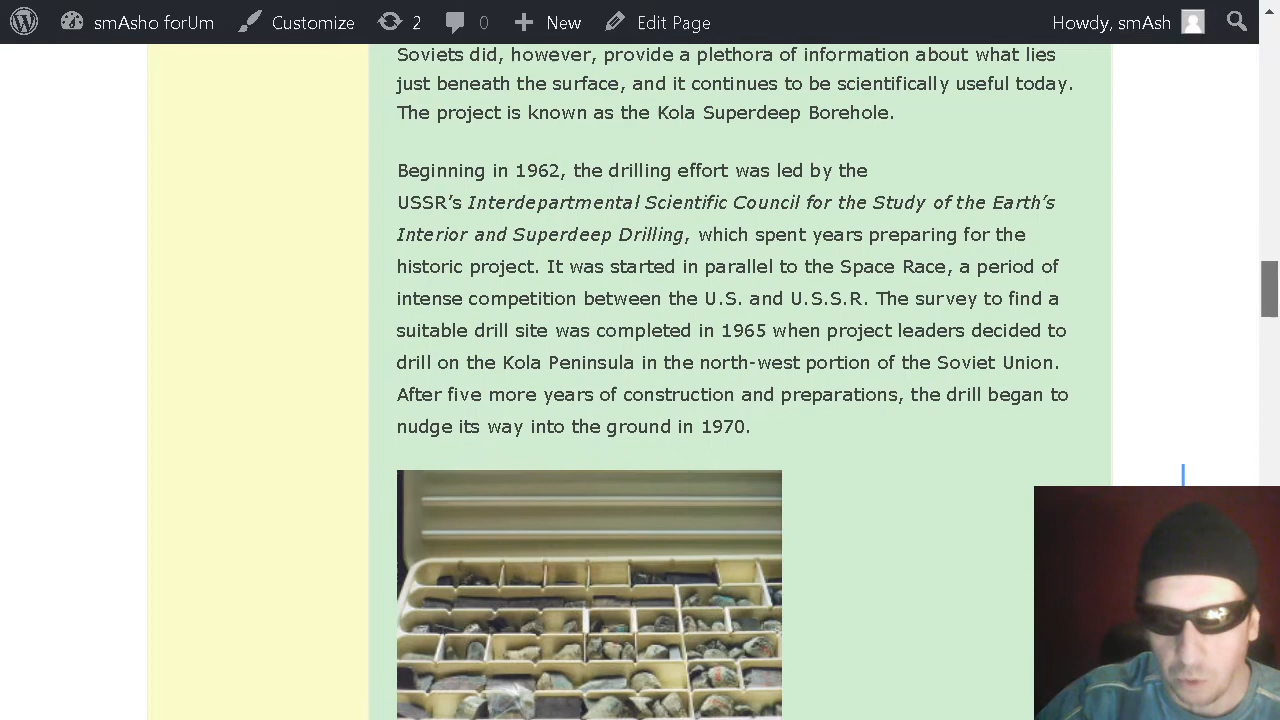 smAsho forUm Customize 2 0 New Edit Page Howdy, smAsh
Soviets did, however, provide a plethora of information about what lies
just beneath the surface, and it continues to be scientifically useful today.
The project is known as the Kola Superdeep Borehole.
Beginning in 1962, the drilling effort was led by the
USSR’s Interdepartmental Scientific Council for the Study of the Earth’s
Interior and Superdeep Drilling, which spent years preparing for the
historic project. It was started in parallel to the Space Race, a period of
intense competition between the U.S. and U.S.S.R. The survey to find a
suitable drill site was completed in 1965 when project leaders decided to
drill on the Kola Peninsula in the north-west portion of the Soviet Union.
After five more years of construction and preparations, the drill began to
nudge its way into the ground in 1970.